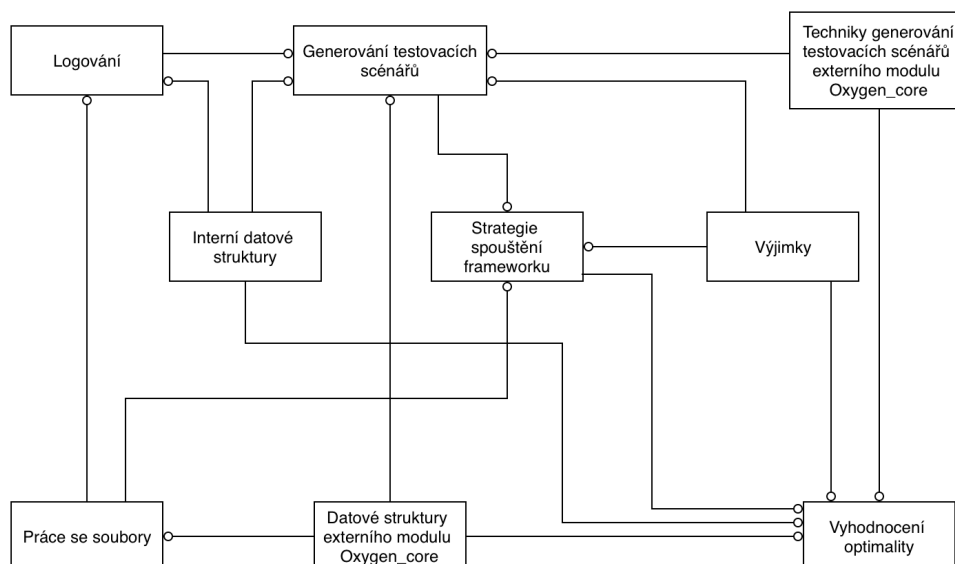 Logování
Generování testovacích
scénářů
Techniky generování
testovacích scénářů
externího modulu
Oxygen_core
Interní datové
struktury
Strategie
spouštění
frameworku
Výjimky
Práce se soubory
Datové struktury
externího modulu
Oxygen_core
Vyhodnocení
optimality